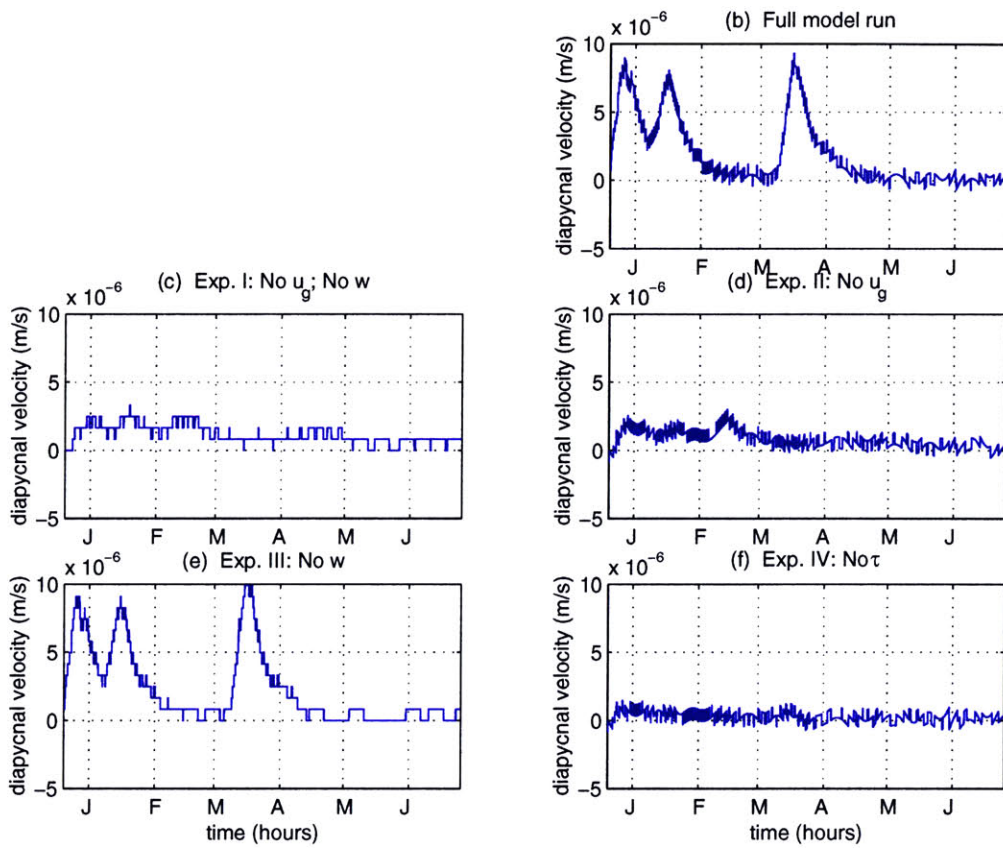 (b) Full model run
x 10⁻⁶
diapycnal velocity (m/s)
10
5
0
−5
J F M A M J
(c) Exp. I: No u_g; No w
x 10⁻⁶
diapycnal velocity (m/s)
10
5
0
−5
J F M A M J
(d) Exp. II: No u_g
x 10⁻⁶
diapycnal velocity (m/s)
10
5
0
−5
J F M A M J
(e) Exp. III: No w
x 10⁻⁶
diapycnal velocity (m/s)
10
5
0
−5
J F M A M J
time (hours)
(f) Exp. IV: No τ
x 10⁻⁶
diapycnal velocity (m/s)
10
5
0
−5
J F M A M J
time (hours)